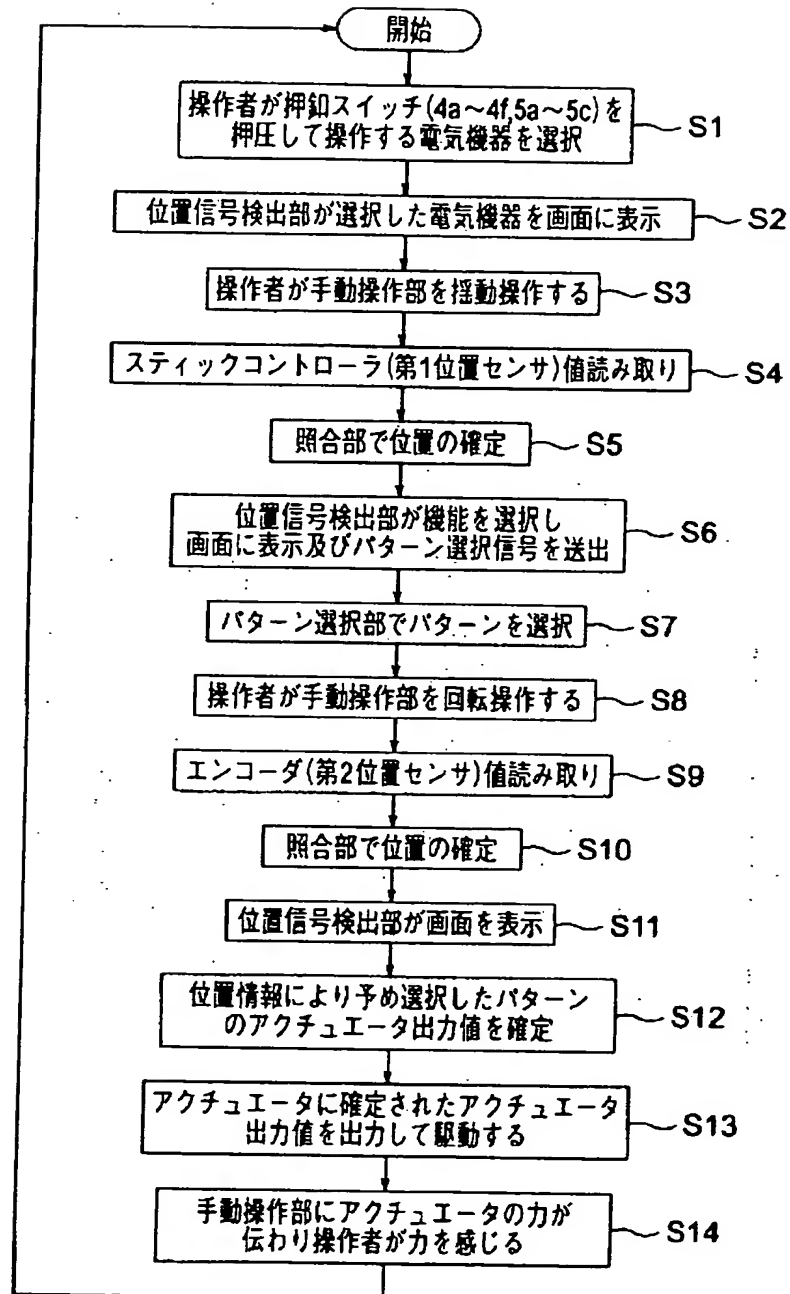 開始
操作者が押釦スイッチ(4a~4f,5a~5c)を
押圧して操作する電気機器を選択
S1
位置信号検出部が選択した電気機器を画面に表示
S2
操作者が手動操作部を揺動操作する
S3
スティックコントローラ(第1位置センサ)値読み取り
S4
照合部で位置の確定
S5
位置信号検出部が機能を選択し
画面に表示及びパターン選択信号を送出
S6
パターン選択部でパターンを選択
S7
操作者が手動操作部を回転操作する
S8
エンコーダ(第2位置センサ)値読み取り
S9
照合部で位置の確定
S10
位置信号検出部が画面を表示
S11
位置情報により予め選択したパターン
のアクチュエータ出力値を確定
S12
アクチュエータに確定されたアクチュエータ
出力値を出力して駆動する
S13
手動操作部にアクチュエータの力が
伝わり操作者が力を感じる
S14